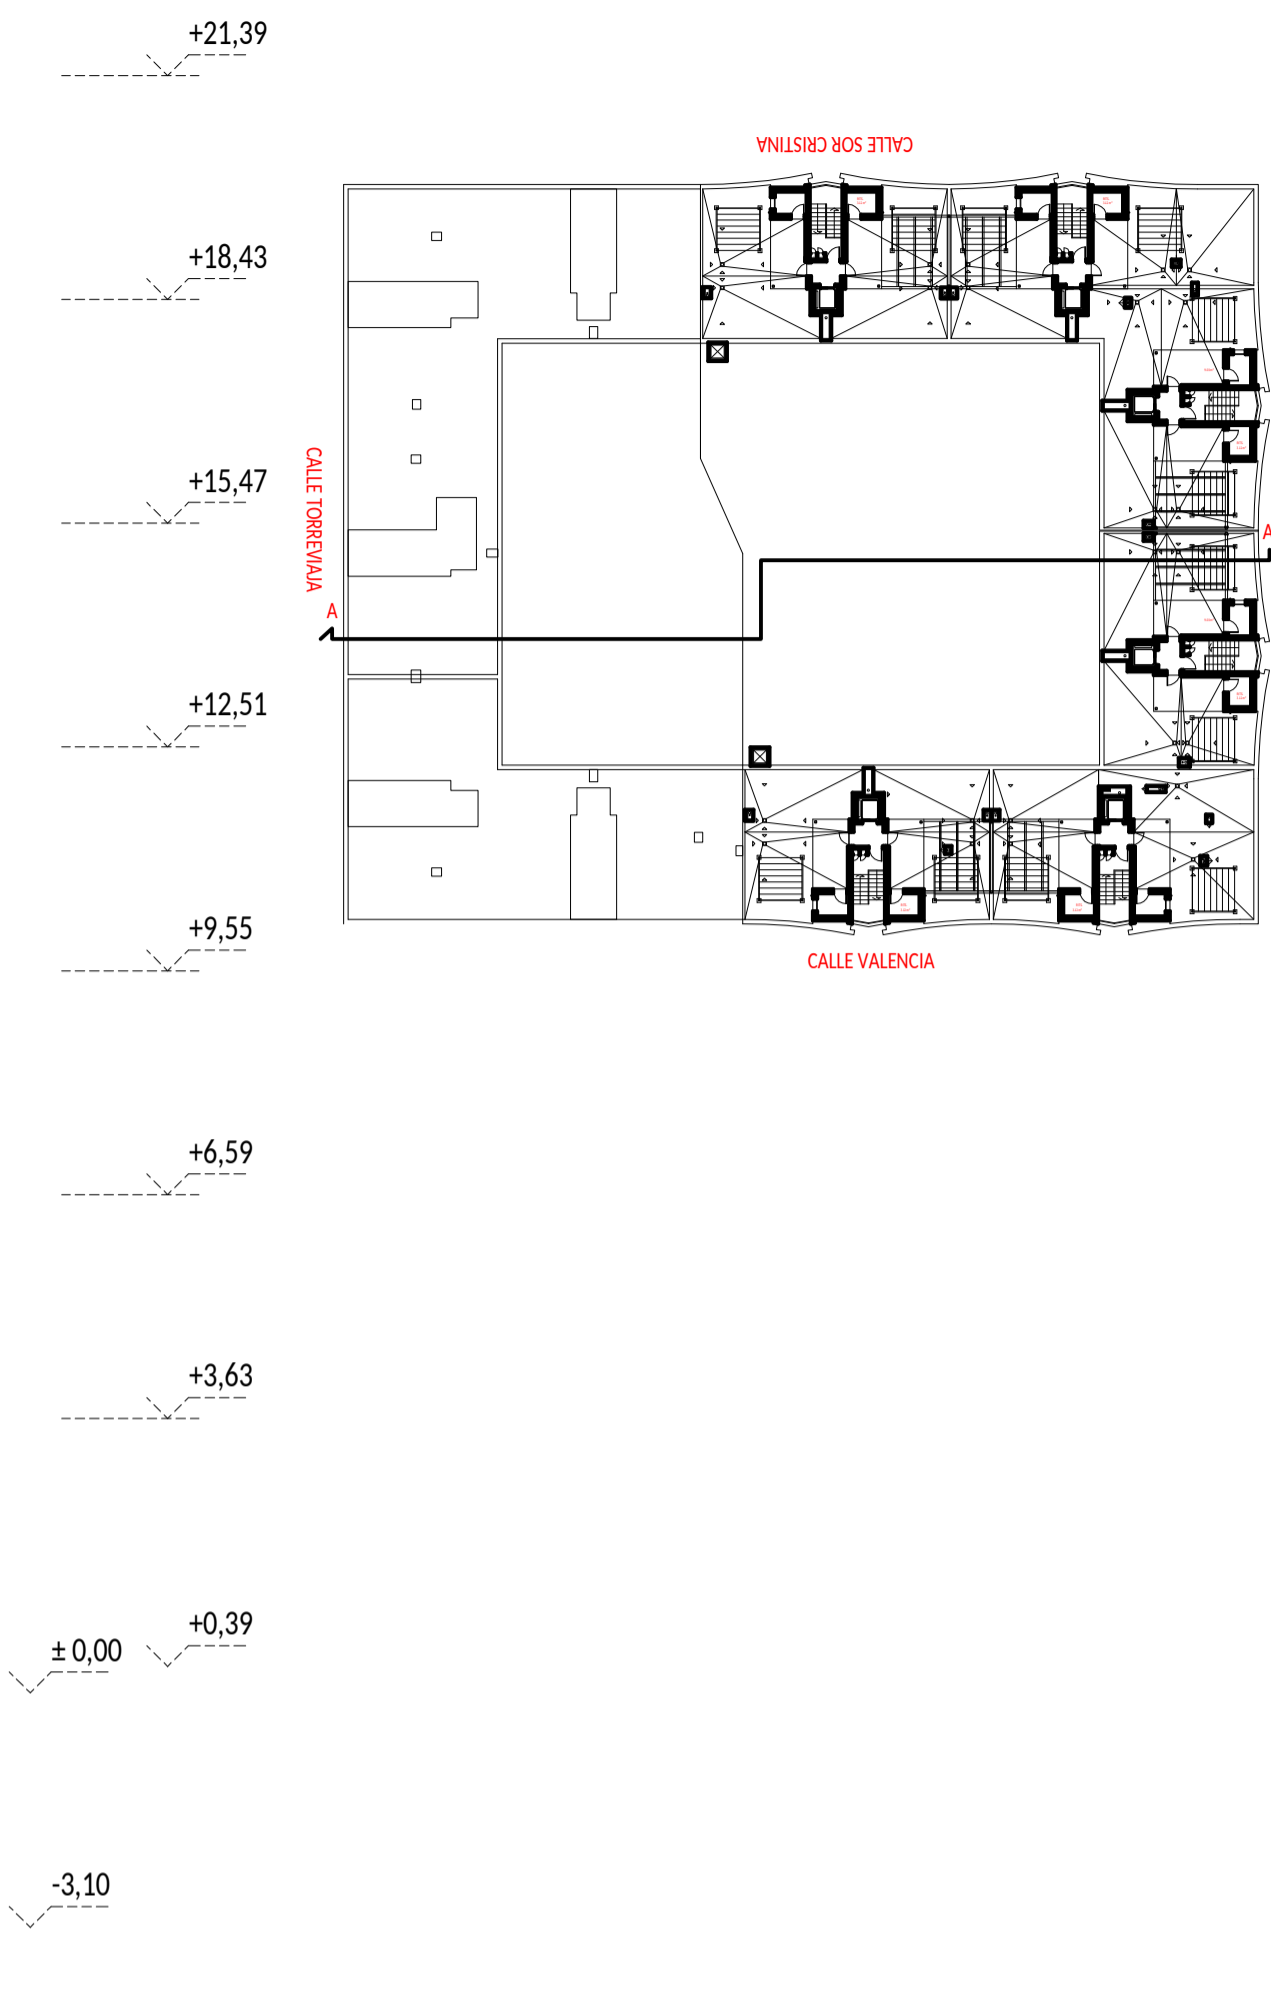 +21,39
CALLE SOR CRISTINA
+18,43
+15,47
CALLE TORREVIAJA
A
A
+12,51
+9,55
CALLE VALENCIA
+6,59
+3,63
+0,39
± 0,00
-3,10